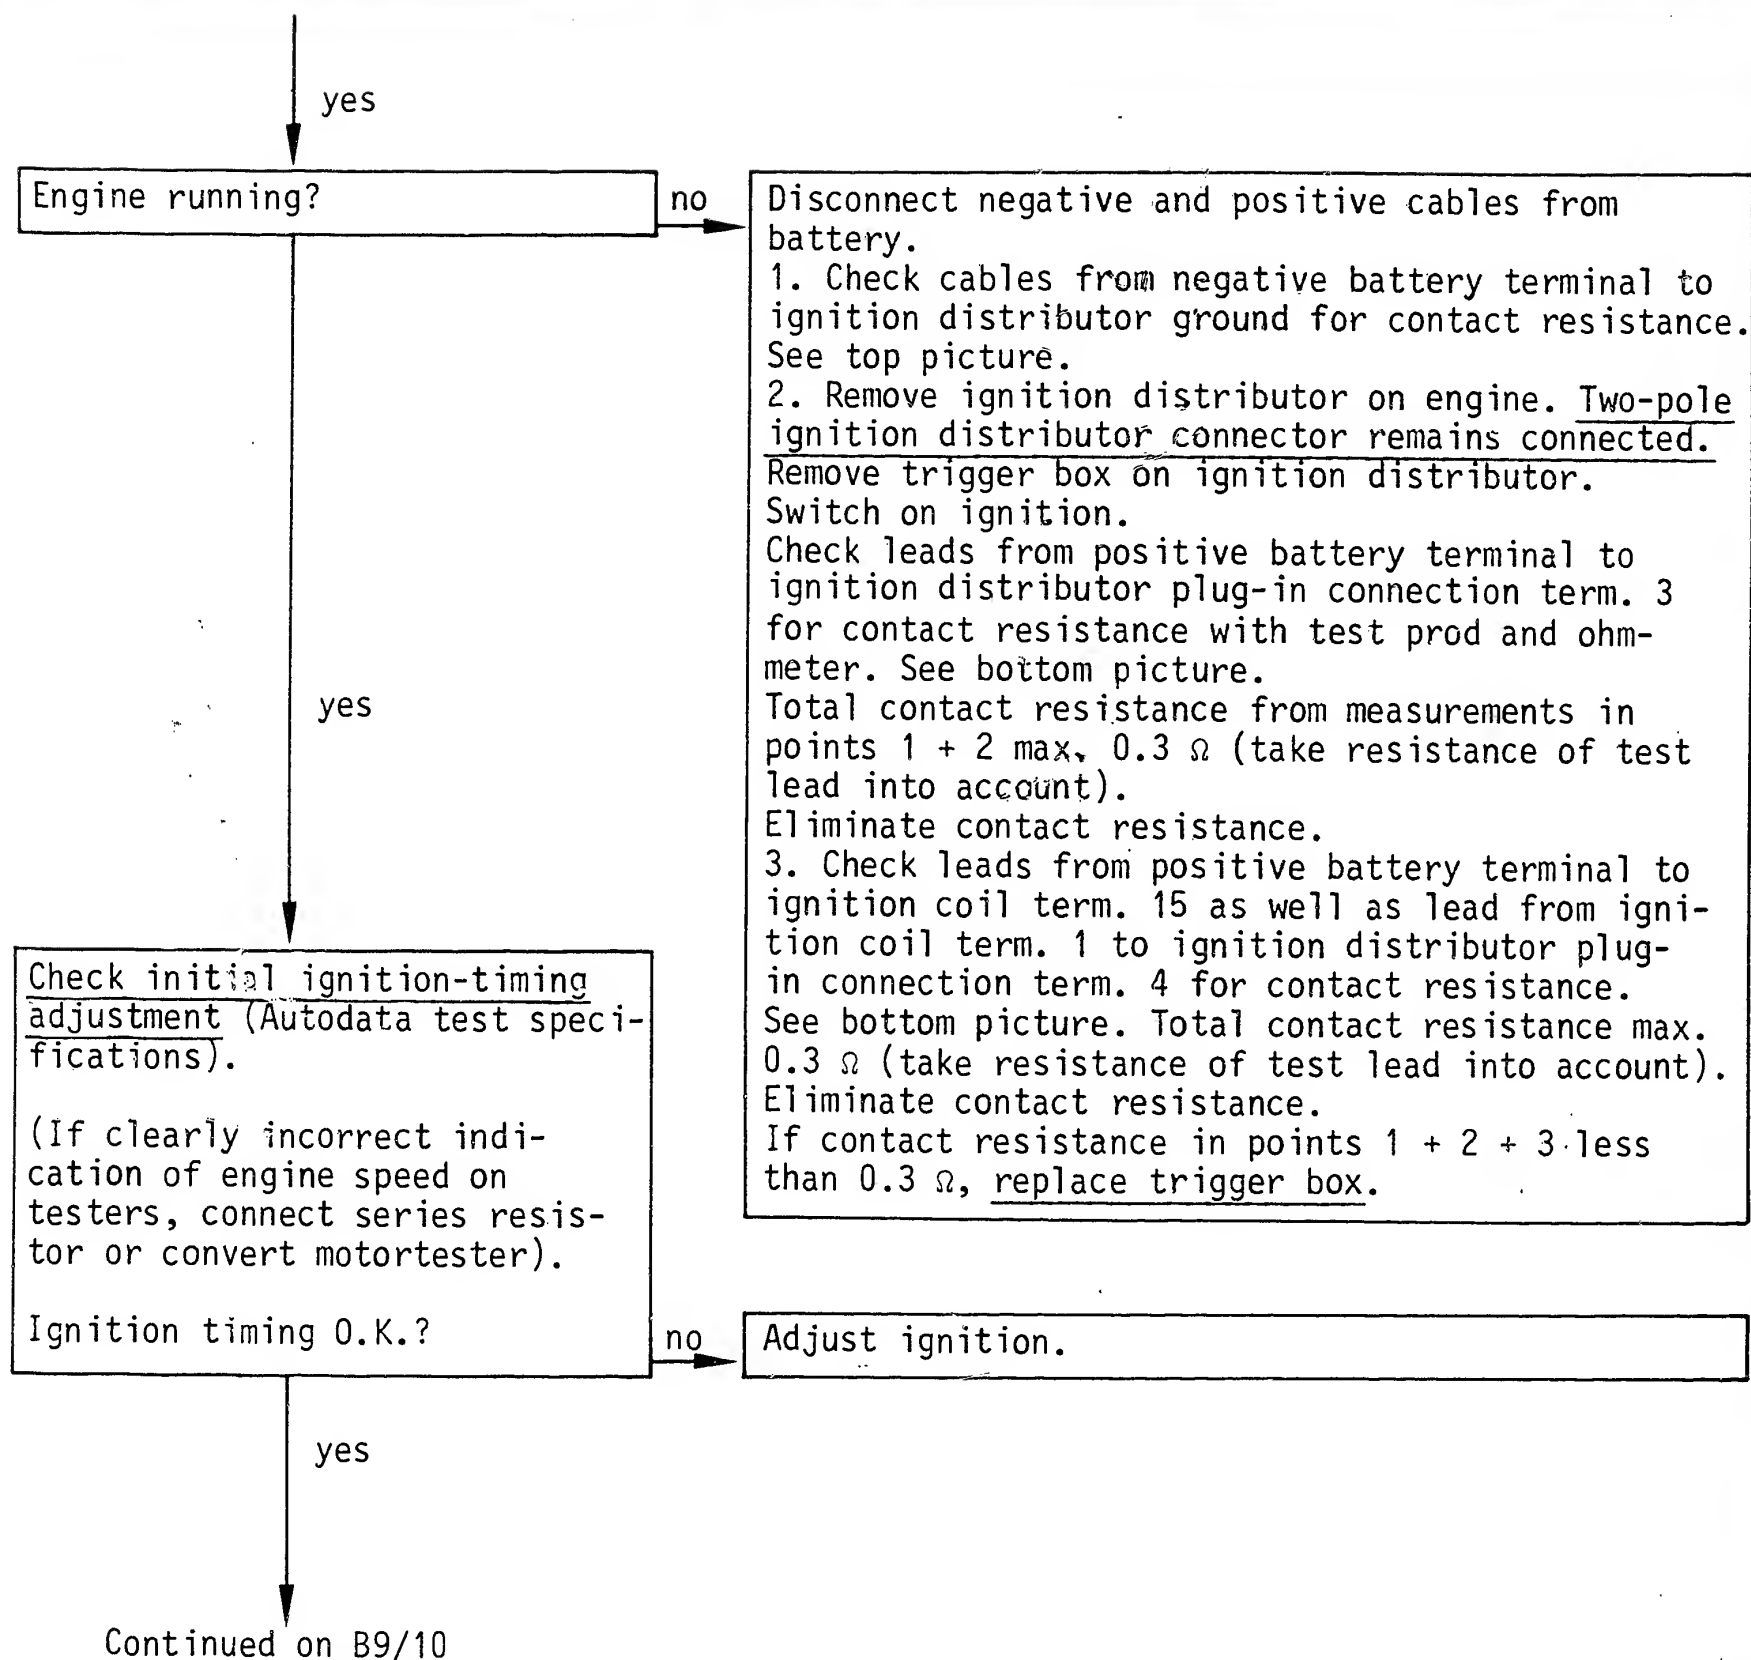 yes
Engine running?
no
Disconnect negative and positive cables from
battery.
1. Check cables from negative battery terminal to
ignition distributor ground for contact resistance.
See top picture.
2. Remove ignition distributor on engine. Two-pole
ignition distributor connector remains connected.
Remove trigger box on ignition distributor.
Switch on ignition.
Check leads from positive battery terminal to
ignition distributor plug-in connection term. 3
for contact resistance with test prod and ohm-
meter. See bottom picture.
Total contact resistance from measurements in
points 1 + 2 max. 0.3 Ω (take resistance of test
lead into account).
Eliminate contact resistance.
3. Check leads from positive battery terminal to
ignition coil term. 15 as well as lead from igni-
tion coil term. 1 to ignition distributor plug-
in connection term. 4 for contact resistance.
See bottom picture. Total contact resistance max.
0.3 Ω (take resistance of test lead into account).
Eliminate contact resistance.
If contact resistance in points 1 + 2 + 3 less
than 0.3 Ω, replace trigger box.
yes
Check initial ignition-timing
adjustment (Autodata test speci-
fications).
(If clearly incorrect indi-
cation of engine speed on
testers, connect series resis-
tor or convert motortester).
Ignition timing O.K.?
no
Adjust ignition.
yes
Continued on B9/10